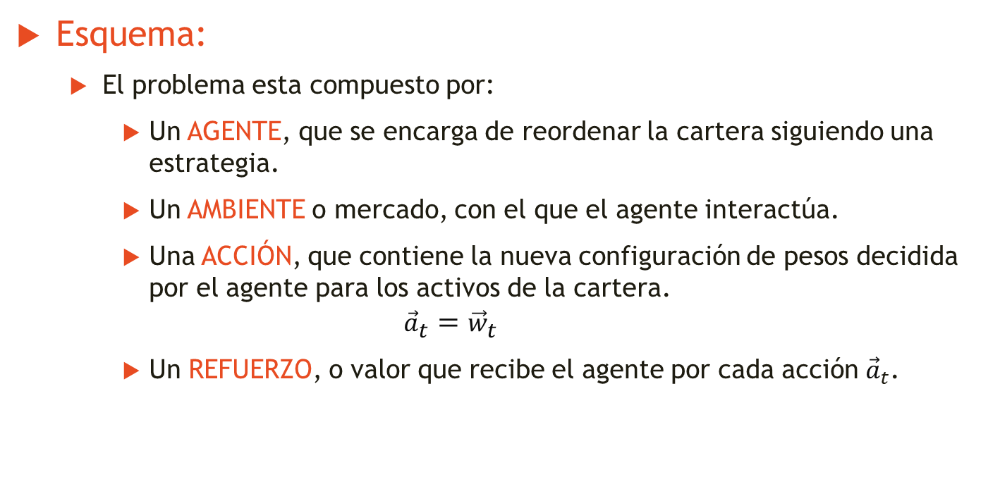 Esquema:
El problema esta compuesto por:
Un AGENTE, que se encarga de reordenar la cartera siguiendo una
estrategia.
Un AMBIENTE o mercado, con el que el agente interactúa.
Una ACCIÓN, que contiene la nueva configuración de pesos decidida
por el agente para los activos de la cartera.
$\vec{a}_t = \vec{w}_t$
Un REFUERZO, o valor que recibe el agente por cada acción $\vec{a}_t$.